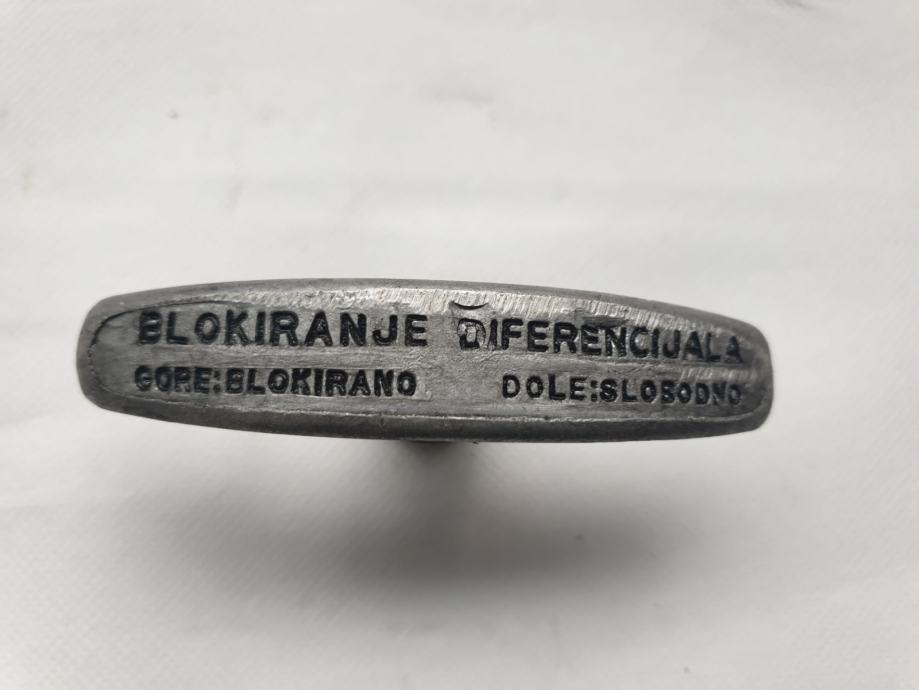 BLOKIRANJE DIFERENCIJALA
GORE:BLOKIRANO DOLE:SLOBODNO